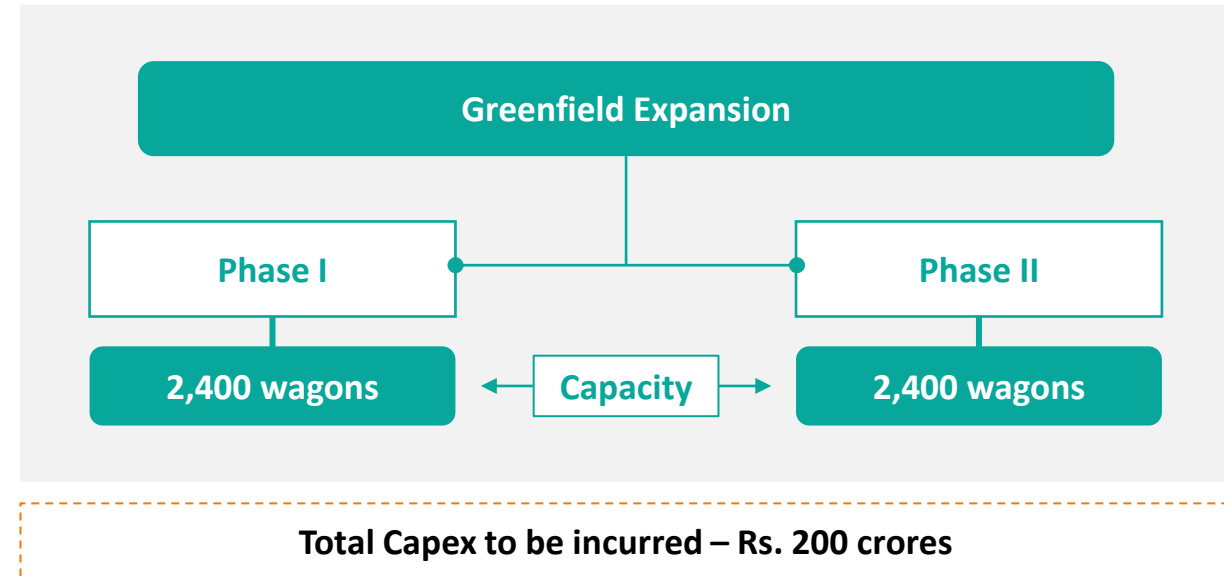 Greenfield Expansion
Phase I
Phase II
2,400 wagons
Capacity
2,400 wagons
Total Capex to be incurred – Rs. 200 crores